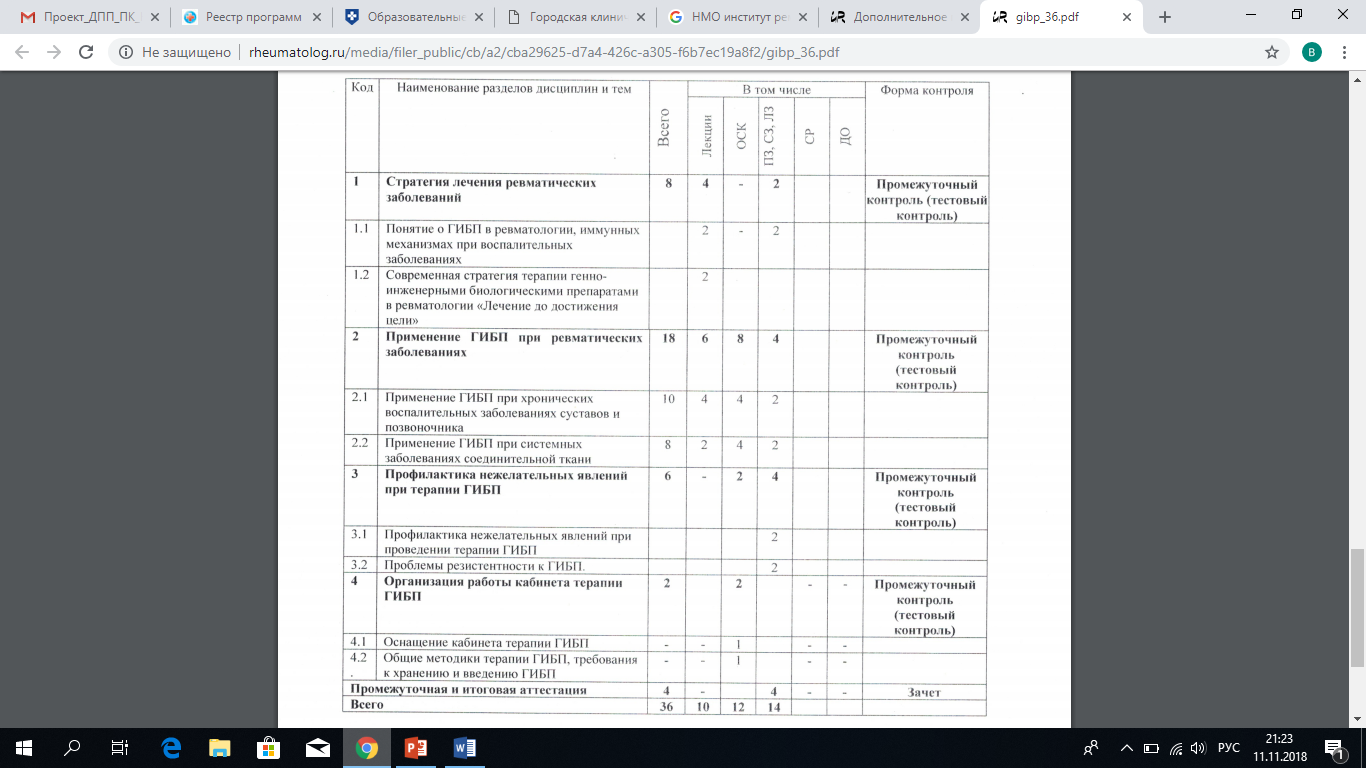 Проект_ДПП_ПК_
Реестр программ
Образовательные
Городская клинич
НМО институт рев
Дополнительное
gibp_36.pdf
Не защищено
rheumatolog.ru/media/filer_public/cb/a2/cba29625-d7a4-426c-a305-f6b7ec19a8f2/gibp_36.pdf
В
Код Наименование разделов дисциплин и тем Всего В том числе Форма контроля
Лекции ОСК ПЗ, СЗ, ЛЗ СР ДО
1 Стратегия лечения ревматических 8 4 - 2 Промежуточный
заболеваний контроль (тестовый
контроль)
1.1 Понятие о ГИБП в ревматологии, иммунных 2 - 2
механизмах при воспалительных
заболеваниях
1.2 Современная стратегия терапии генно- 2
инженерными биологическими препаратами
в ревматологии «Лечение до достижения
цели»
2 Применение ГИБП при ревматических 18 6 8 4 Промежуточный
заболеваниях контроль
(тестовый
контроль)
2.1 Применение ГИБП при хронических 10 4 4 2
воспалительных заболеваниях суставов и
позвоночника
2.2 Применение ГИБП при системных 8 2 4 2
заболеваниях соединительной ткани
3 Профилактика нежелательных явлений 6 - 2 4 Промежуточный
при терапии ГИБП контроль
(тестовый
контроль)
3.1 Профилактика нежелательных явлений при 2
проведении терапии ГИБП
3.2 Проблемы резистентности к ГИБП. 2
4 Организация работы кабинета терапии 2 2 - - Промежуточный
ГИБП контроль
(тестовый
контроль)
4.1 Оснащение кабинета терапии ГИБП - - 1 - -
4.2 Общие методики терапии ГИБП, требования - - 1 - -
. к хранению и введению ГИБП
Промежуточная и итоговая аттестация 4 - 4 - - Зачет
Всего 36 10 12 14
РУС
21:23
11.11.2018
1